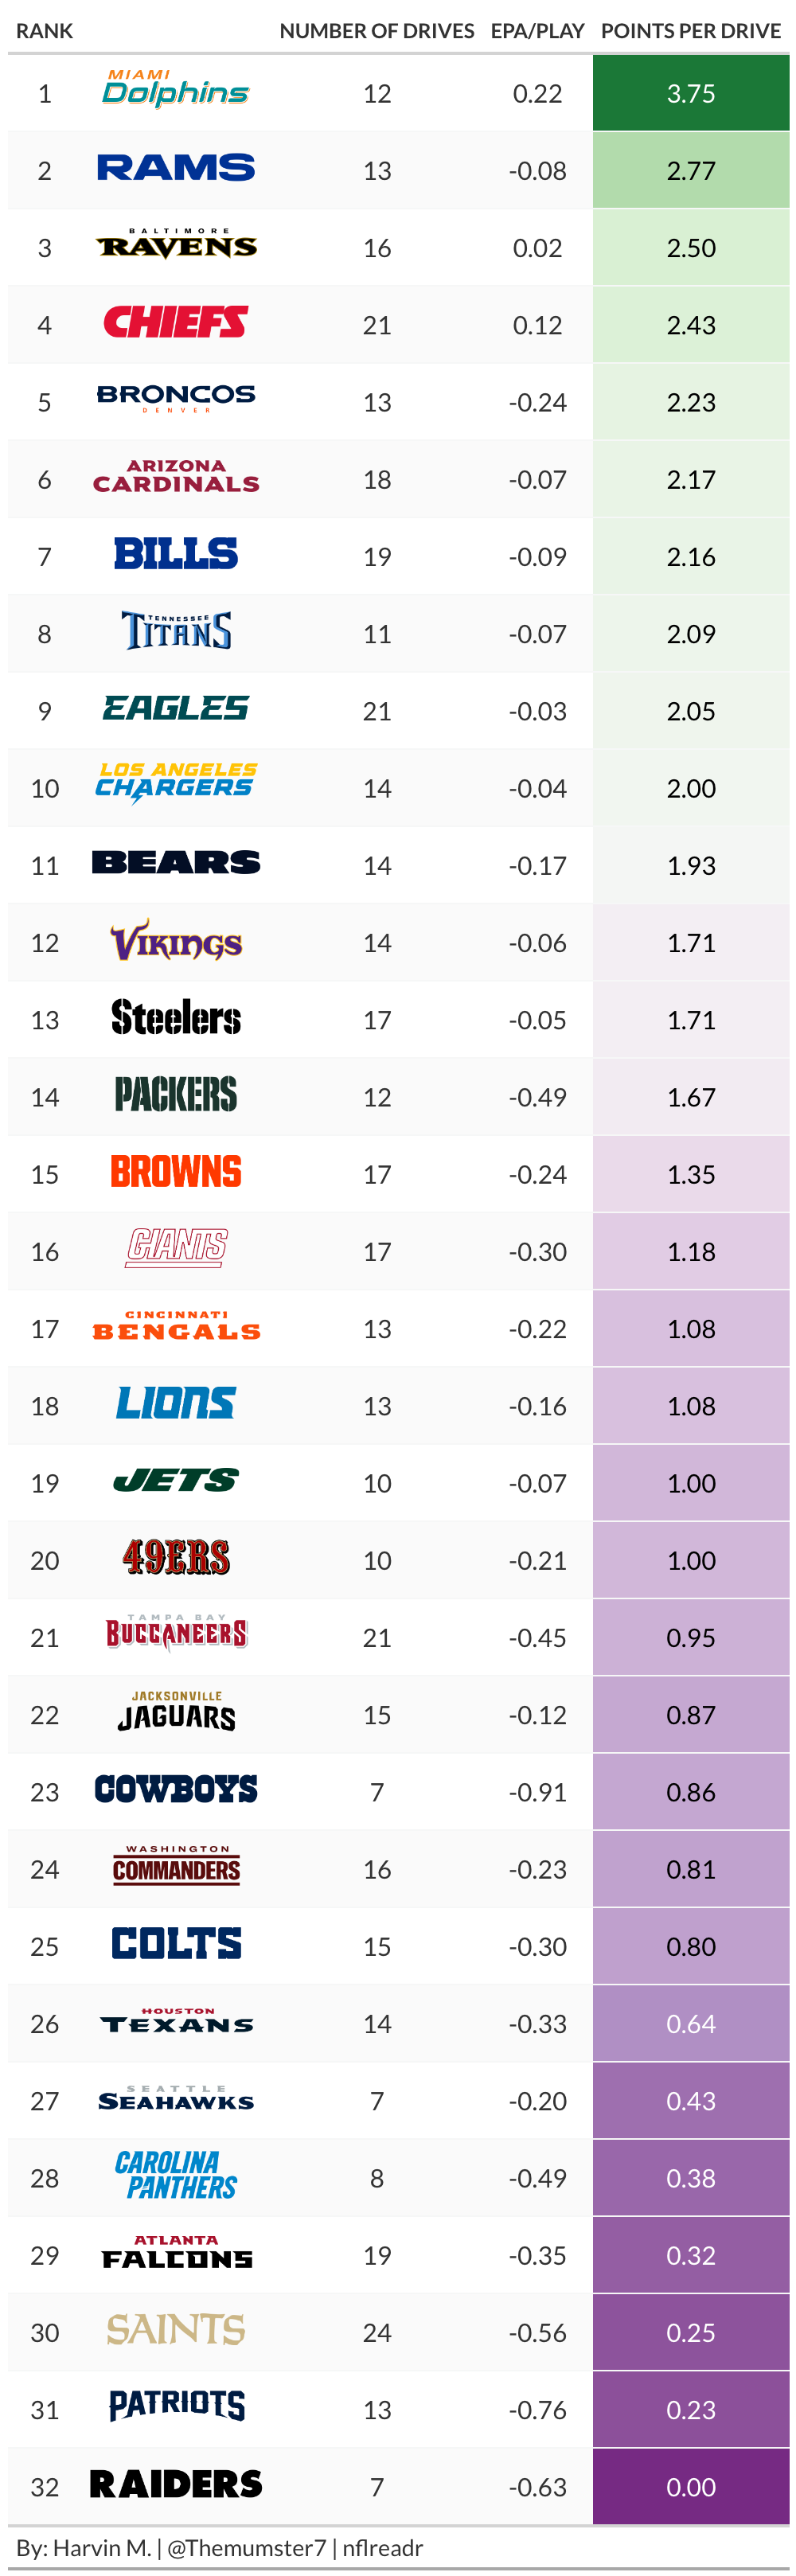 RANK NUMBER OF DRIVES EPA/PLAY POINTS PER DRIVE
1 MIAMI Dolphins 12 0.22 3.75
2 RAMS 13 -0.08 2.77
3 BALTIMORE RAVENS 16 0.02 2.50
4 CHIEFS 21 0.12 2.43
5 BRONCOS DENVER 13 -0.24 2.23
6 ARIZONA CARDINALS 18 -0.07 2.17
7 BILLS 19 -0.09 2.16
8 TENNESSEE TITANS 11 -0.07 2.09
9 EAGLES 21 -0.03 2.05
10 LOS ANGELES CHARGERS 14 -0.04 2.00
11 BEARS 14 -0.17 1.93
12 VIKINGS 14 -0.06 1.71
13 Steelers 17 -0.05 1.71
14 PACKERS 12 -0.49 1.67
15 BROWNS 17 -0.24 1.35
16 GIANTS 17 -0.30 1.18
17 CINCINNATI BENGALS 13 -0.22 1.08
18 LIONS 13 -0.16 1.08
19 JETS 10 -0.07 1.00
20 49ERS 10 -0.21 1.00
21 TAMPA BAY BUCCANEERS 21 -0.45 0.95
22 JACKSONVILLE JAGUARS 15 -0.12 0.87
23 COWBOYS 7 -0.91 0.86
24 WASHINGTON COMMANDERS 16 -0.23 0.81
25 COLTS 15 -0.30 0.80
26 HOUSTON TEXANS 14 -0.33 0.64
27 SEATTLE SEAHAWKS 7 -0.20 0.43
28 CAROLINA PANTHERS 8 -0.49 0.38
29 ATLANTA FALCONS 19 -0.35 0.32
30 SAINTS 24 -0.56 0.25
31 PATRIOTS 13 -0.76 0.23
32 RAIDERS 7 -0.63 0.00
By: Harvin M. | @Themumster7 | nflreadr